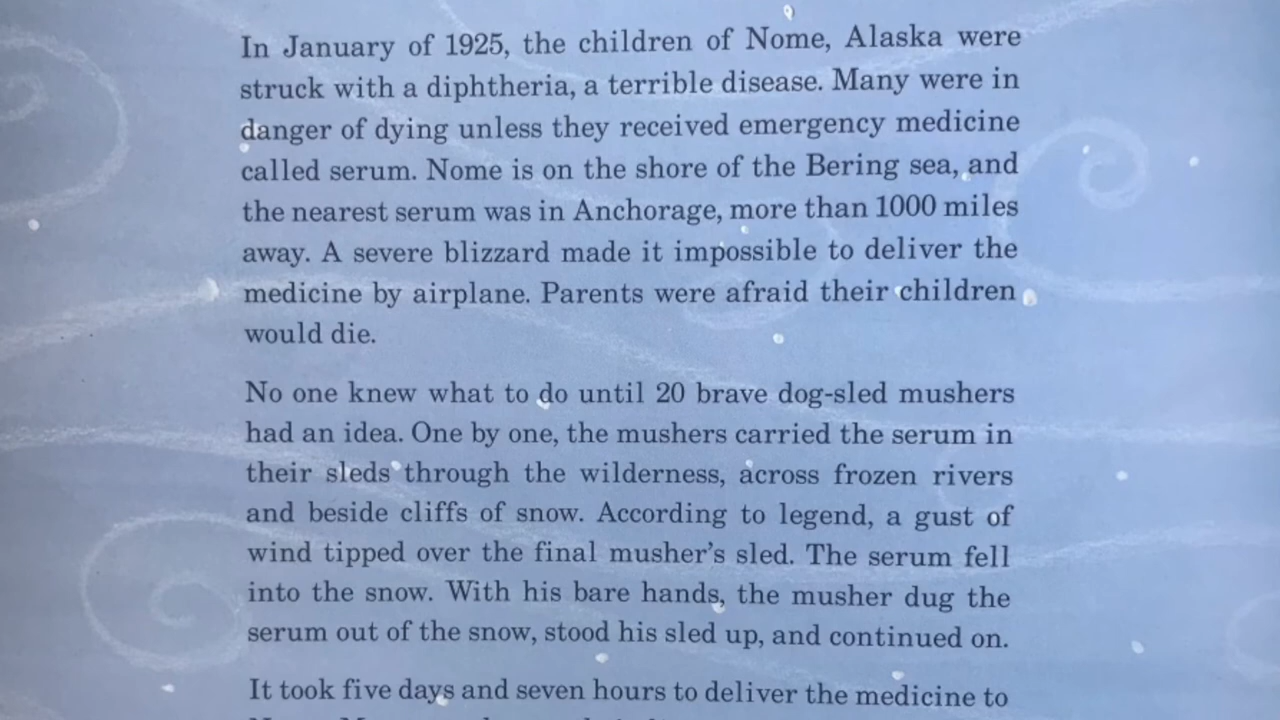 In January of 1925, the children of Nome, Alaska were
struck with a diphtheria, a terrible disease. Many were in
danger of dying unless they received emergency medicine
called serum. Nome is on the shore of the Bering sea, and
the nearest serum was in Anchorage, more than 1000 miles
away. A severe blizzard made it impossible to deliver the
medicine by airplane. Parents were afraid their children
would die.
No one knew what to do until 20 brave dog-sled mushers
had an idea. One by one, the mushers carried the serum in
their sleds through the wilderness, across frozen rivers
and beside cliffs of snow. According to legend, a gust of
wind tipped over the final musher's sled. The serum fell
into the snow. With his bare hands, the musher dug the
serum out of the snow, stood his sled up, and continued on.
It took five days and seven hours to deliver the medicine to